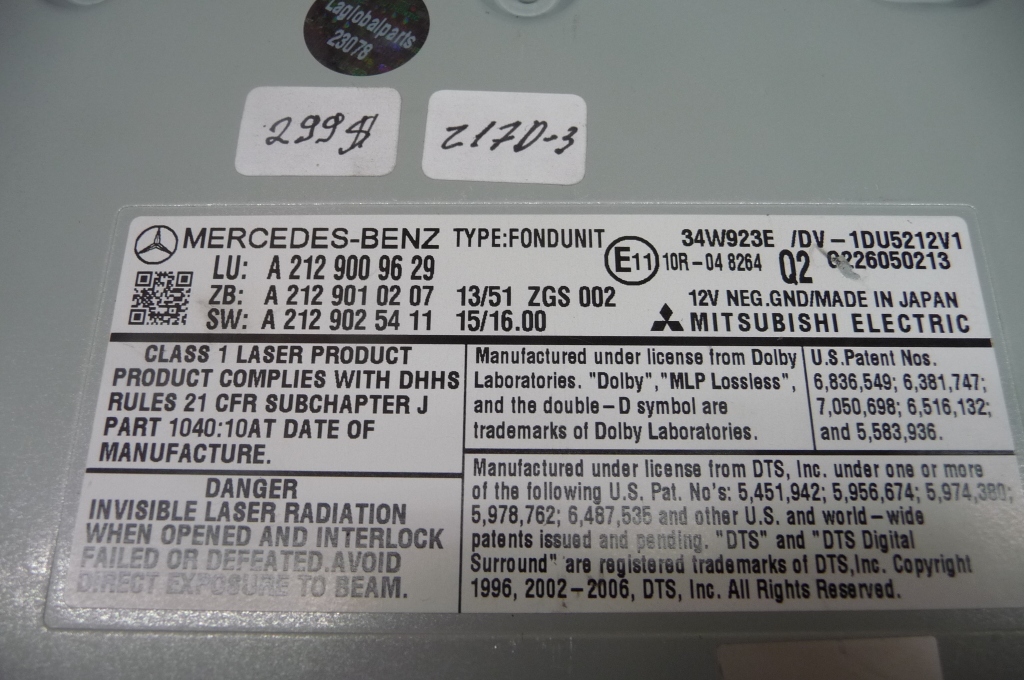 Laglobalparts
23078
299$
217D-3
MERCEDES-BENZ TYPE:FONDUNIT
LU: A 212 900 96 29
ZB: A 212 901 02 07 13/51 ZGS 002
SW: A 212 902 54 11 15/16.00
E11 10R-04 8264
34W923E /DV-1DU5212V1
Q2 G226050213
12V NEG.GND/MADE IN JAPAN
MITSUBISHI ELECTRIC
CLASS 1 LASER PRODUCT
PRODUCT COMPLIES WITH DHHS
RULES 21 CFR SUBCHAPTER J
PART 1040:10AT DATE OF
MANUFACTURE.
DANGER
INVISIBLE LASER RADIATION
WHEN OPENED AND INTERLOCK
FAILED OR DEFEATED.AVOID
DIRECT EXPOSURE TO BEAM.
Manufactured under license from Dolby
Laboratories. "Dolby","MLP Lossless",
and the double-D symbol are
trademarks of Dolby Laboratories.
U.S.Patent Nos.
6,836,549; 6,381,747;
7,050,698; 6,516,132;
and 5,583,936.
Manufactured under license from DTS, Inc. under one or more
of the following U.S. Pat. No's: 5,451,942; 5,956,674; 5,974,380;
5,978,762; 6,487,535 and other U.S. and world-wide
patents issued and pending. "DTS" and "DTS Digital
Surround" are registered trademarks of DTS,Inc. Copyright
1996, 2002-2006, DTS, Inc. All Rights Reserved.